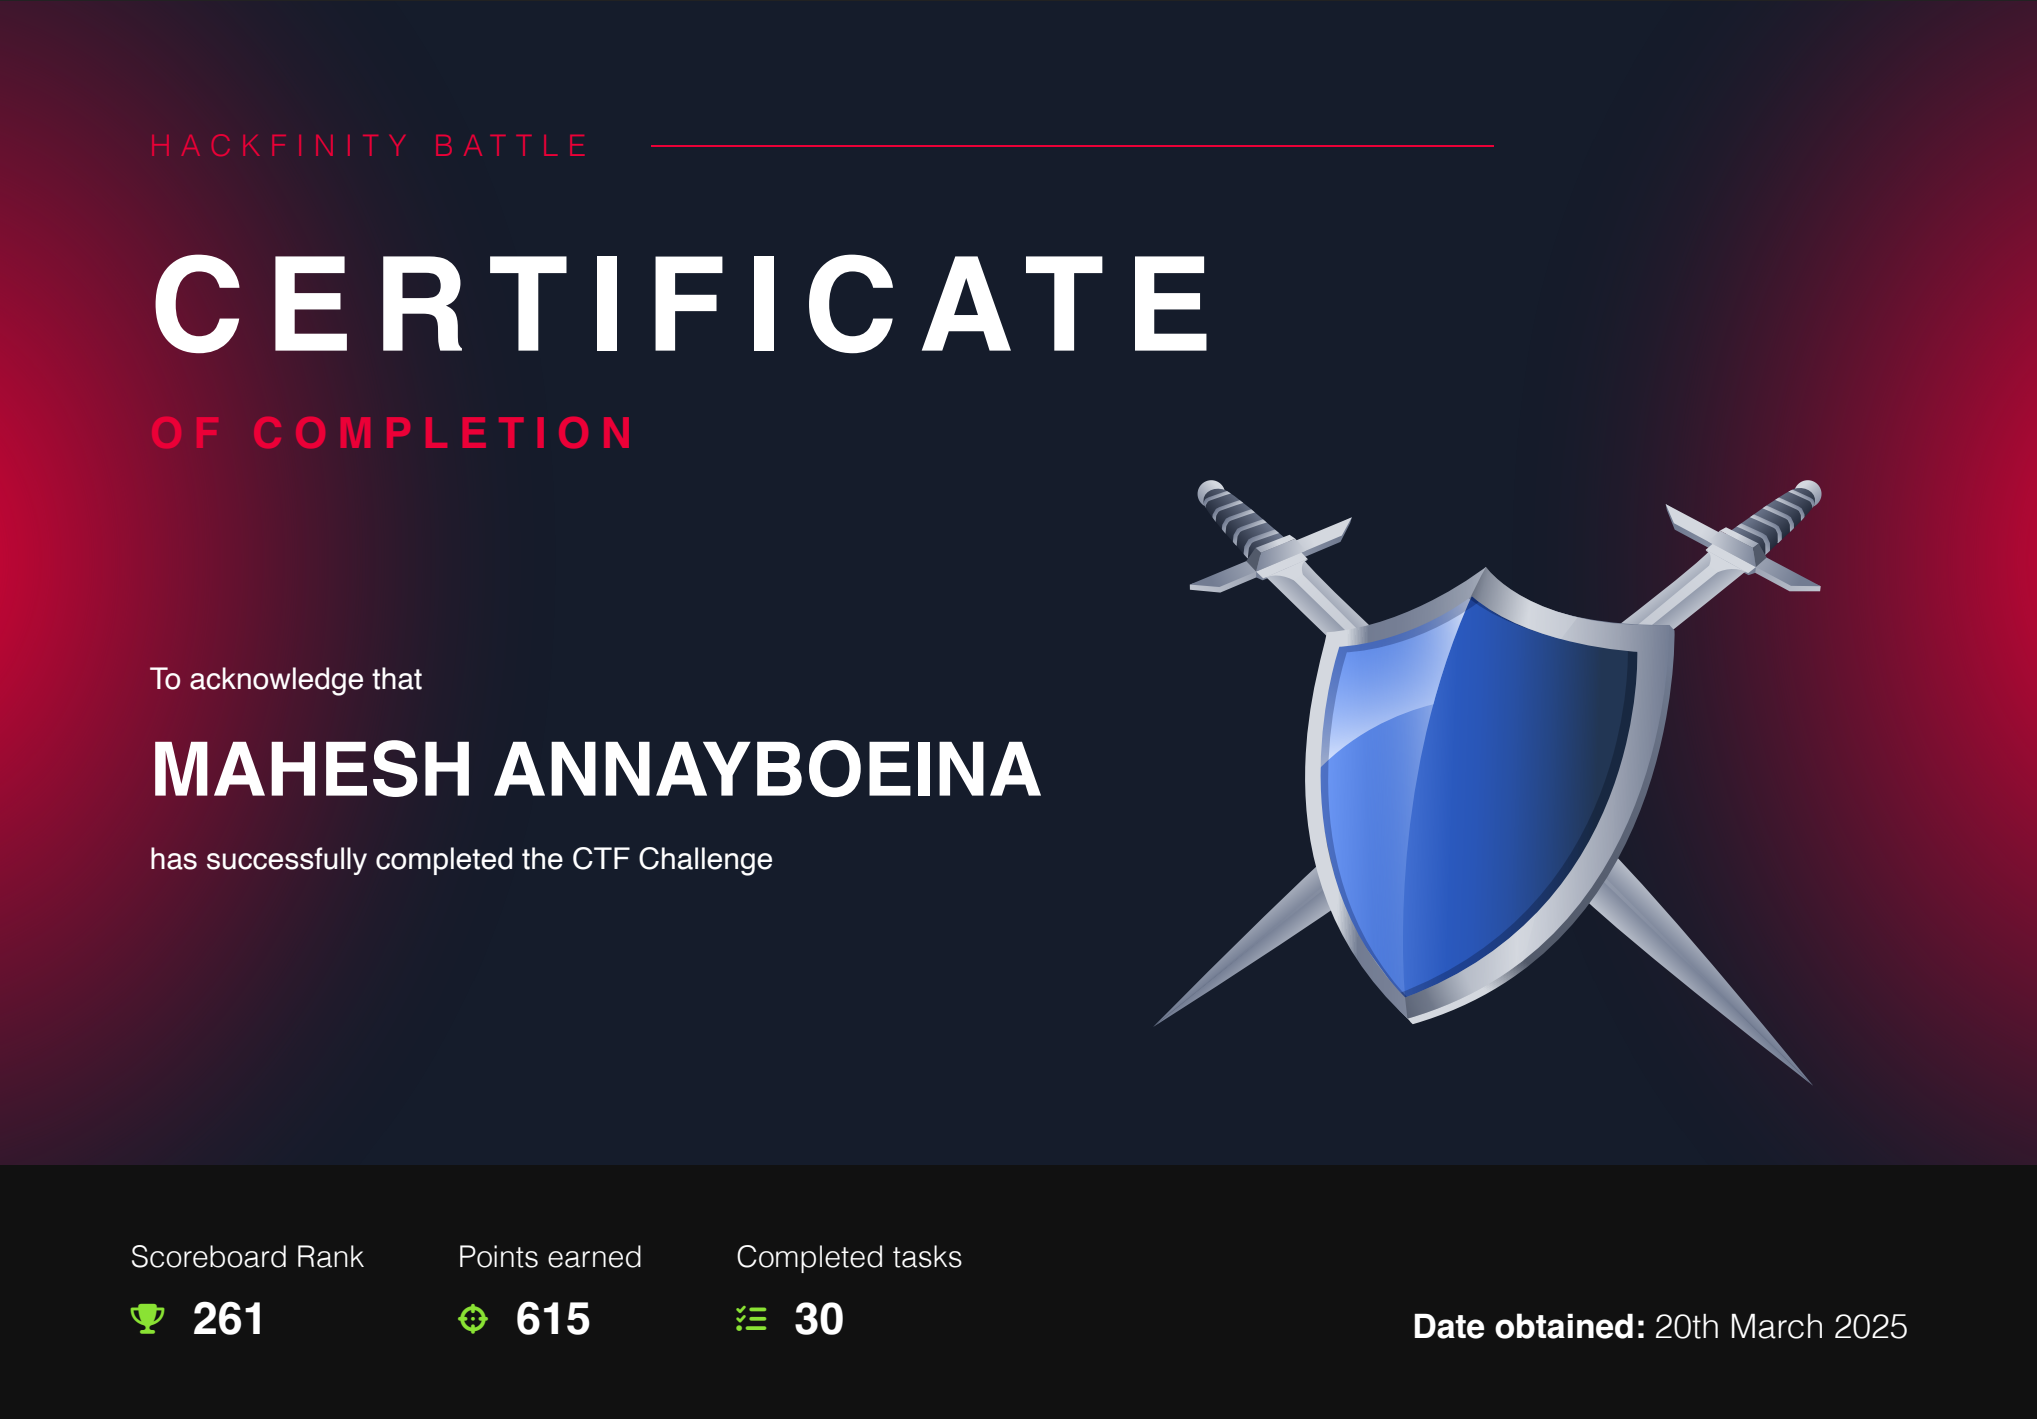 HACKFINITY BATTLE
CERTIFICATE
OF COMPLETION
To acknowledge that
MAHESH ANNAYBOEINA
has successfully completed the CTF Challenge
Scoreboard Rank
261
Points earned
615
Completed tasks
30
Date obtained: 20th March 2025